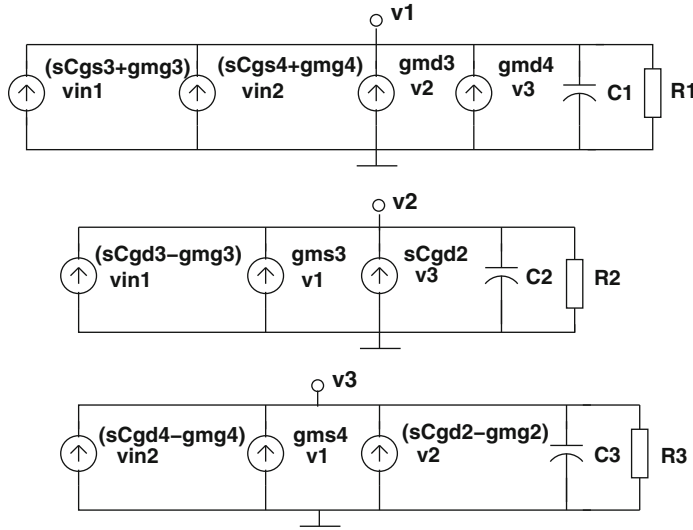 v1
(sCgs3+gmg3)
vin1
(sCgs4+gmg4)
vin2
gmd3
v2
gmd4
v3
C1
R1
v2
(sCgd3−gmg3)
vin1
gms3
v1
sCgd2
v3
C2
R2
v3
(sCgd4−gmg4)
vin2
gms4
v1
(sCgd2−gmg2)
v2
C3
R3